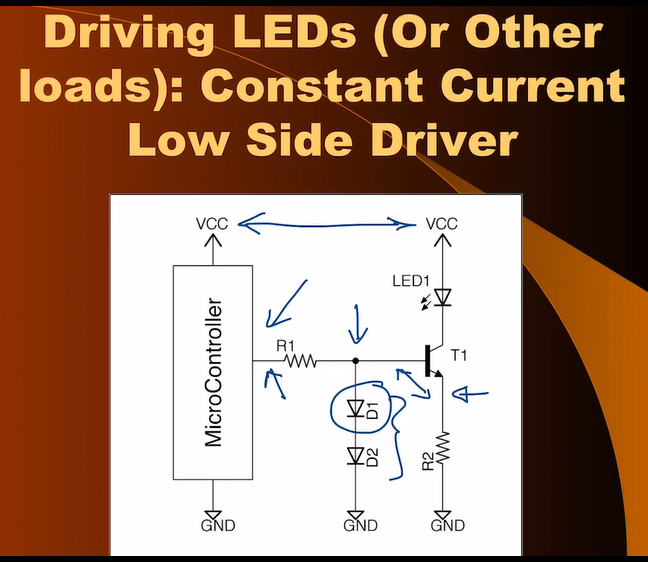 Driving LEDs (Or Other
loads): Constant Current
Low Side Driver
VCC
VCC
LED1
MicroController
R1
T1
D1
D2
R2
GND
GND
GND